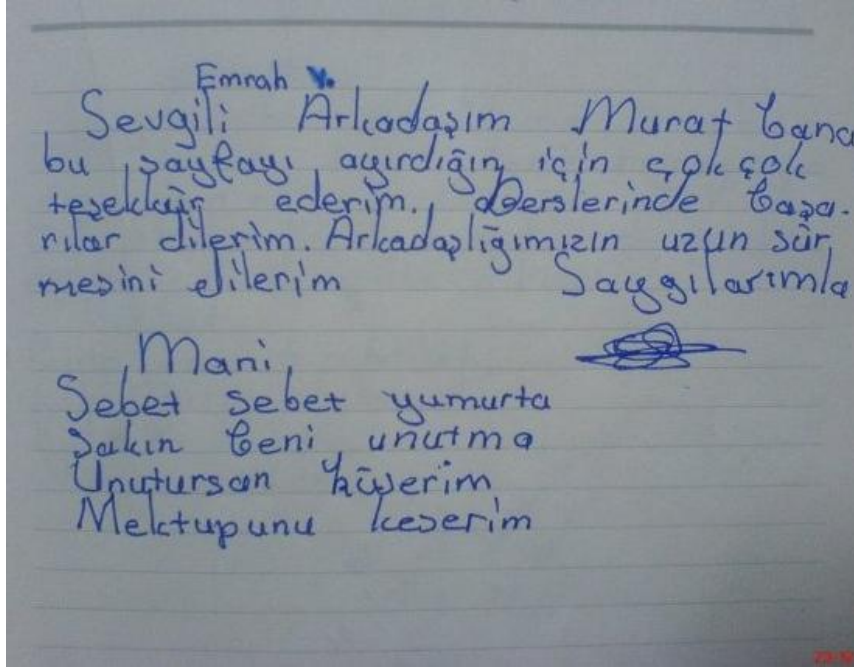 Emrah Y.
Sevgili Arkadaşım Murat bana
bu sayfayı ayırdığın için çok çok
teşekkür ederim. Derslerinde başa-
rılar dilerim. Arkadaşlığımızın uzun sür
mesini dilerim Saygılarımla
Mani
Sebet sebet yumurta
Sakın beni unutma
Unutursan küserim
Mektupunu keserim